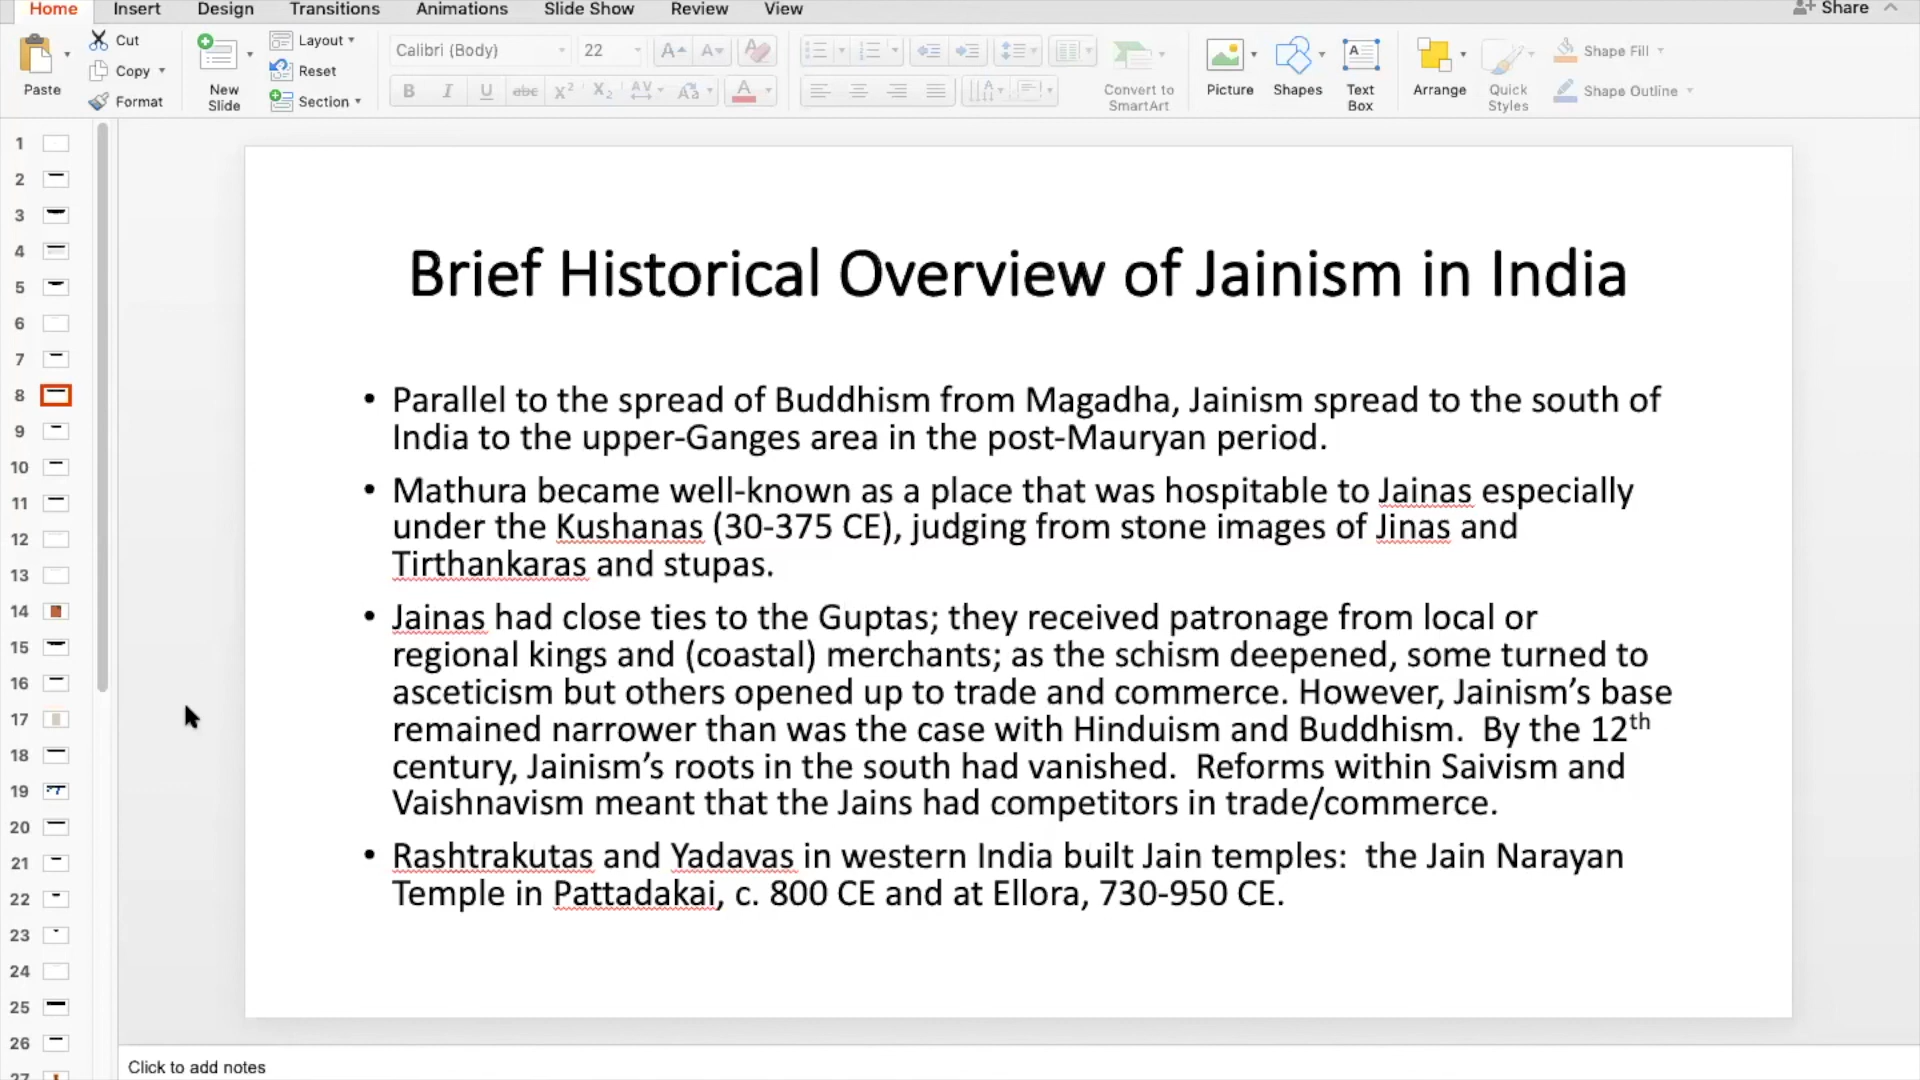 Home Insert Design Transitions Animations Slide Show Review View Share
Paste Cut Copy Format New Slide Layout Reset Section Calibri (Body) 22 Convert to SmartArt Picture Shapes Text Box Arrange Quick Styles Shape Fill Shape Outline
B I U abc X² X₂ AV Aa A
1
2
3
4
5
6
7
8
9
10
11
12
13
14
15
16
17
18
19
20
21
22
23
24
25
26
27
Brief Historical Overview of Jainism in India
• Parallel to the spread of Buddhism from Magadha, Jainism spread to the south of
India to the upper-Ganges area in the post-Mauryan period.
• Mathura became well-known as a place that was hospitable to Jainas especially
under the Kushanas (30-375 CE), judging from stone images of Jinas and
Tirthankaras and stupas.
• Jainas had close ties to the Guptas; they received patronage from local or
regional kings and (coastal) merchants; as the schism deepened, some turned to
asceticism but others opened up to trade and commerce. However, Jainism’s base
remained narrower than was the case with Hinduism and Buddhism.  By the 12th
century, Jainism’s roots in the south had vanished.  Reforms within Saivism and
Vaishnavism meant that the Jains had competitors in trade/commerce.
• Rashtrakutas and Yadavas in western India built Jain temples:  the Jain Narayan
Temple in Pattadakai, c. 800 CE and at Ellora, 730-950 CE.
Click to add notes